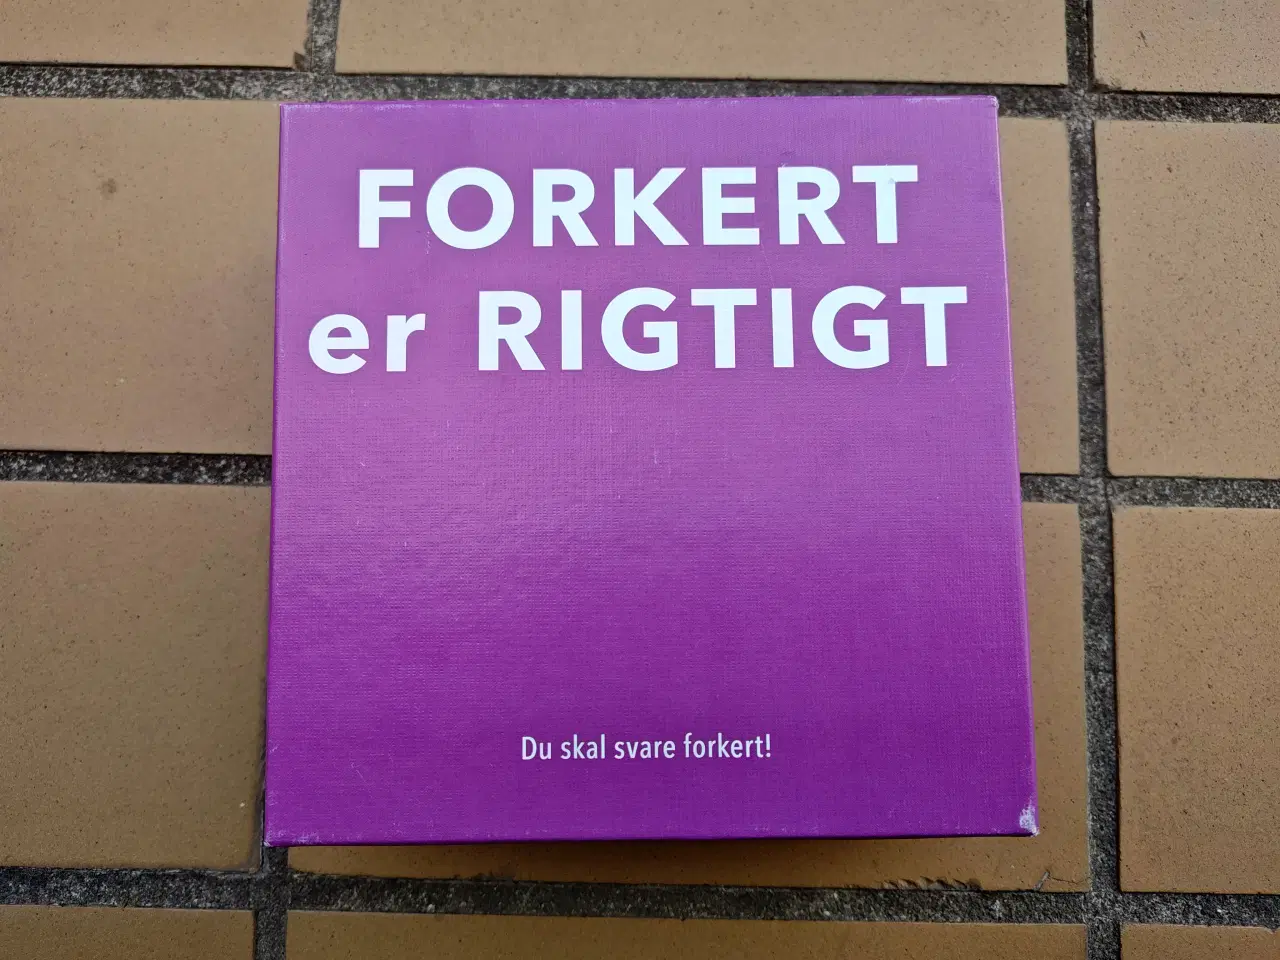 FORKERT
er RIGTIGT
Du skal svare forkert!